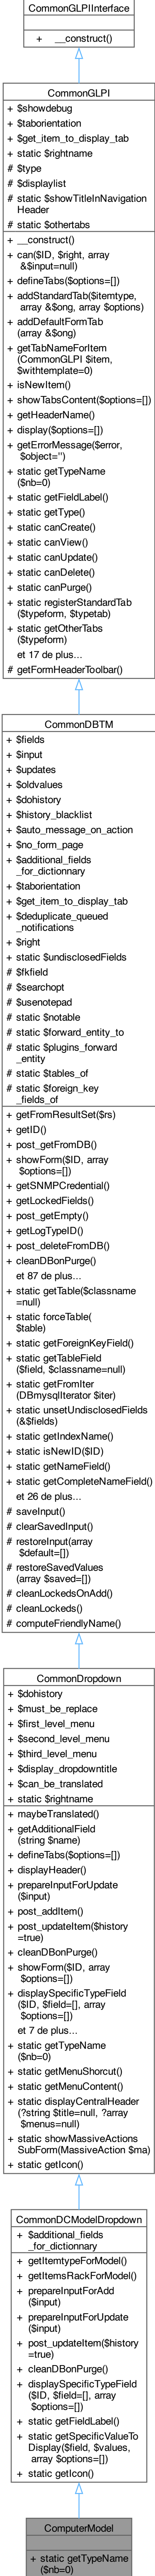 CommonGLPIInterface
+ __construct()
CommonGLPI
+ $showdebug
+ $taborientation
+ $get_item_to_display_tab
+ static $rightname
# $type
# $displaylist
# static $showTitleInNavigation
Header
# static $othertabs
+ __construct()
+ can($ID, $right, array
&$input=null)
+ defineTabs($options=[])
+ addStandardTab($itemtype,
array &$ong, array $options)
+ addDefaultFormTab
(array &$ong)
+ getTabNameForItem
(CommonGLPI $item,
$withtemplate=0)
+ isNewItem()
+ showTabsContent($options=[])
+ getHeaderName()
+ display($options=[])
+ getErrorMessage($error,
$object='')
+ static getTypeName
($nb=0)
+ static getFieldLabel()
+ static getType()
+ static canCreate()
+ static canView()
+ static canUpdate()
+ static canDelete()
+ static canPurge()
+ static registerStandardTab
($typeform, $typetab)
+ static getOtherTabs
($typeform)
et 17 de plus...
# getFormHeaderToolbar()
CommonDBTM
+ $fields
+ $input
+ $updates
+ $oldvalues
+ $dohistory
+ $history_blacklist
+ $auto_message_on_action
+ $no_form_page
+ $additional_fields
_for_dictionnary
+ $taborientation
+ $get_item_to_display_tab
+ $deduplicate_queued
_notifications
+ $right
+ static $undisclosedFields
# $fkfield
# $searchopt
# $usenotepad
# static $notable
# static $forward_entity_to
# static $plugins_forward
_entity
# static $tables_of
# static $foreign_key
_fields_of
+ getFromResultSet($rs)
+ getID()
+ post_getFromDB()
+ showForm($ID, array
$options=[])
+ getSNMPCredential()
+ getLockedFields()
+ post_getEmpty()
+ getLogTypeID()
+ post_deleteFromDB()
+ cleanDBonPurge()
et 87 de plus...
+ static getTable($classname
=null)
+ static forceTable(
$table)
+ static getForeignKeyField()
+ static getTableField
($field, $classname=null)
+ static getFromIter
(DBmysqlIterator $iter)
+ static unsetUndisclosedFields
(&$fields)
+ static getIndexName()
+ static isNewID($ID)
+ static getNameField()
+ static getCompleteNameField()
et 26 de plus...
# saveInput()
# clearSavedInput()
# restoreInput(array
$default=[])
# restoreSavedValues
(array $saved=[])
# cleanLockedsOnAdd()
# cleanLockeds()
# computeFriendlyName()
CommonDropdown
+ $dohistory
+ $must_be_replace
+ $first_level_menu
+ $second_level_menu
+ $third_level_menu
+ $display_dropdowntitle
+ $can_be_translated
+ static $rightname
+ maybeTranslated()
+ getAdditionalField
(string $name)
+ defineTabs($options=[])
+ displayHeader()
+ prepareInputForUpdate
($input)
+ post_addItem()
+ post_updateItem($history
=true)
+ cleanDBonPurge()
+ showForm($ID, array
$options=[])
+ displaySpecificTypeField
($ID, $field=[], array
$options=[])
et 7 de plus...
+ static getTypeName
($nb=0)
+ static getMenuShorcut()
+ static getMenuContent()
+ static displayCentralHeader
(?string $title=null, ?array
$menus=null)
+ static showMassiveActions
SubForm(MassiveAction $ma)
+ static getIcon()
CommonDCModelDropdown
+ $additional_fields
_for_dictionnary
+ getItemtypeForModel()
+ getItemsRackForModel()
+ prepareInputForAdd
($input)
+ prepareInputForUpdate
($input)
+ post_updateItem($history
=true)
+ cleanDBonPurge()
+ displaySpecificTypeField
($ID, $field=[], array
$options=[])
+ static getFieldLabel()
+ static getSpecificValueTo
Display($field, $values,
array $options=[])
+ static getIcon()
ComputerModel
+ static getTypeName
($nb=0)